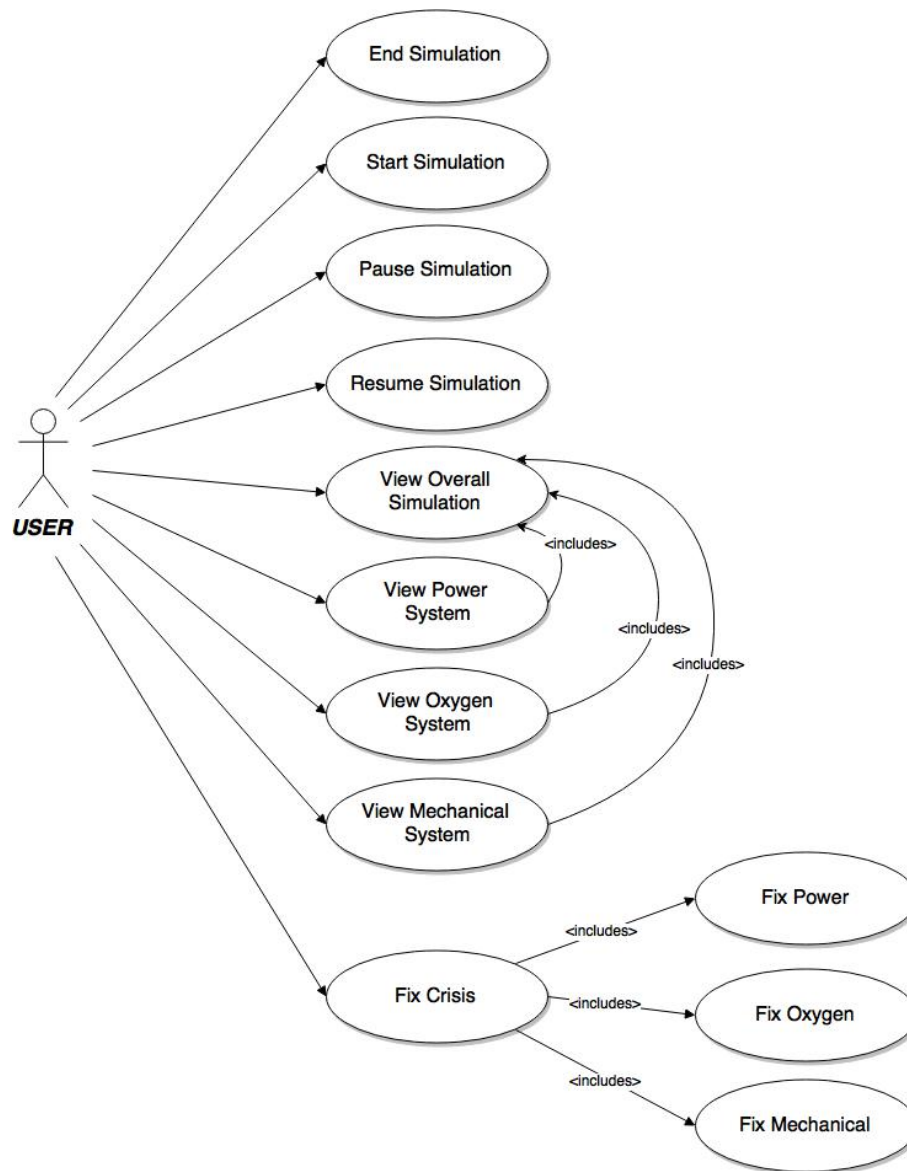 End Simulation
Start Simulation
Pause Simulation
Resume Simulation
View Overall
Simulation
USER
<includes>
View Power
System
<includes>
<includes>
View Oxygen
System
View Mechanical
System
Fix Power
<includes>
Fix Crisis
<includes>
Fix Oxygen
<includes>
Fix Mechanical